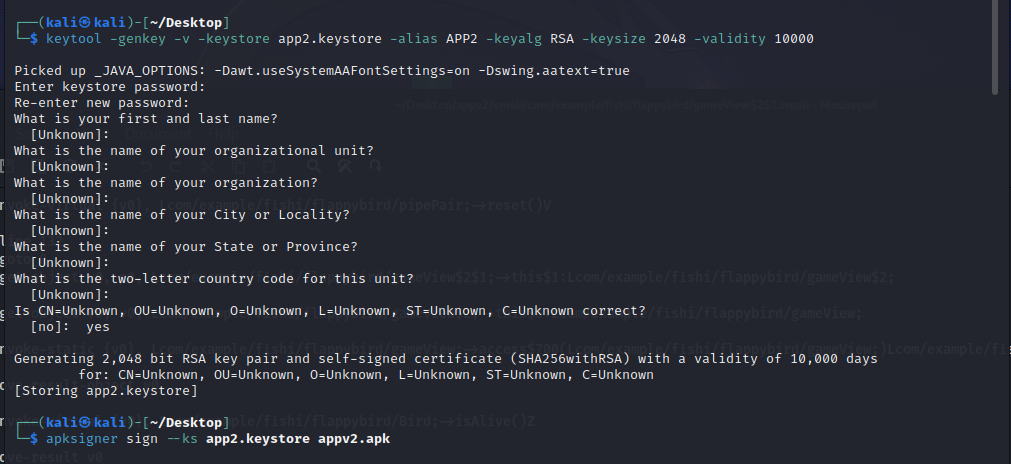 ┌──(kali㉿kali)-[~/Desktop]
└─$ keytool -genkey -v -keystore app2.keystore -alias APP2 -keyalg RSA -keysize 2048 -validity 10000
Picked up _JAVA_OPTIONS: -Dawt.useSystemAAFontSettings=on -Dswing.aatext=true
Enter keystore password:
Re-enter new password:
What is your first and last name?
[Unknown]:
What is the name of your organizational unit?
[Unknown]:
What is the name of your organization?
[Unknown]:
What is the name of your City or Locality?
[Unknown]:
What is the name of your State or Province?
[Unknown]:
What is the two-letter country code for this unit?
[Unknown]:
Is CN=Unknown, OU=Unknown, O=Unknown, L=Unknown, ST=Unknown, C=Unknown correct?
[no]: yes
Generating 2,048 bit RSA key pair and self-signed certificate (SHA256withRSA) with a validity of 10,000 days
for: CN=Unknown, OU=Unknown, O=Unknown, L=Unknown, ST=Unknown, C=Unknown
[Storing app2.keystore]
┌──(kali㉿kali)-[~/Desktop]
└─$ apksigner sign --ks app2.keystore appv2.apk